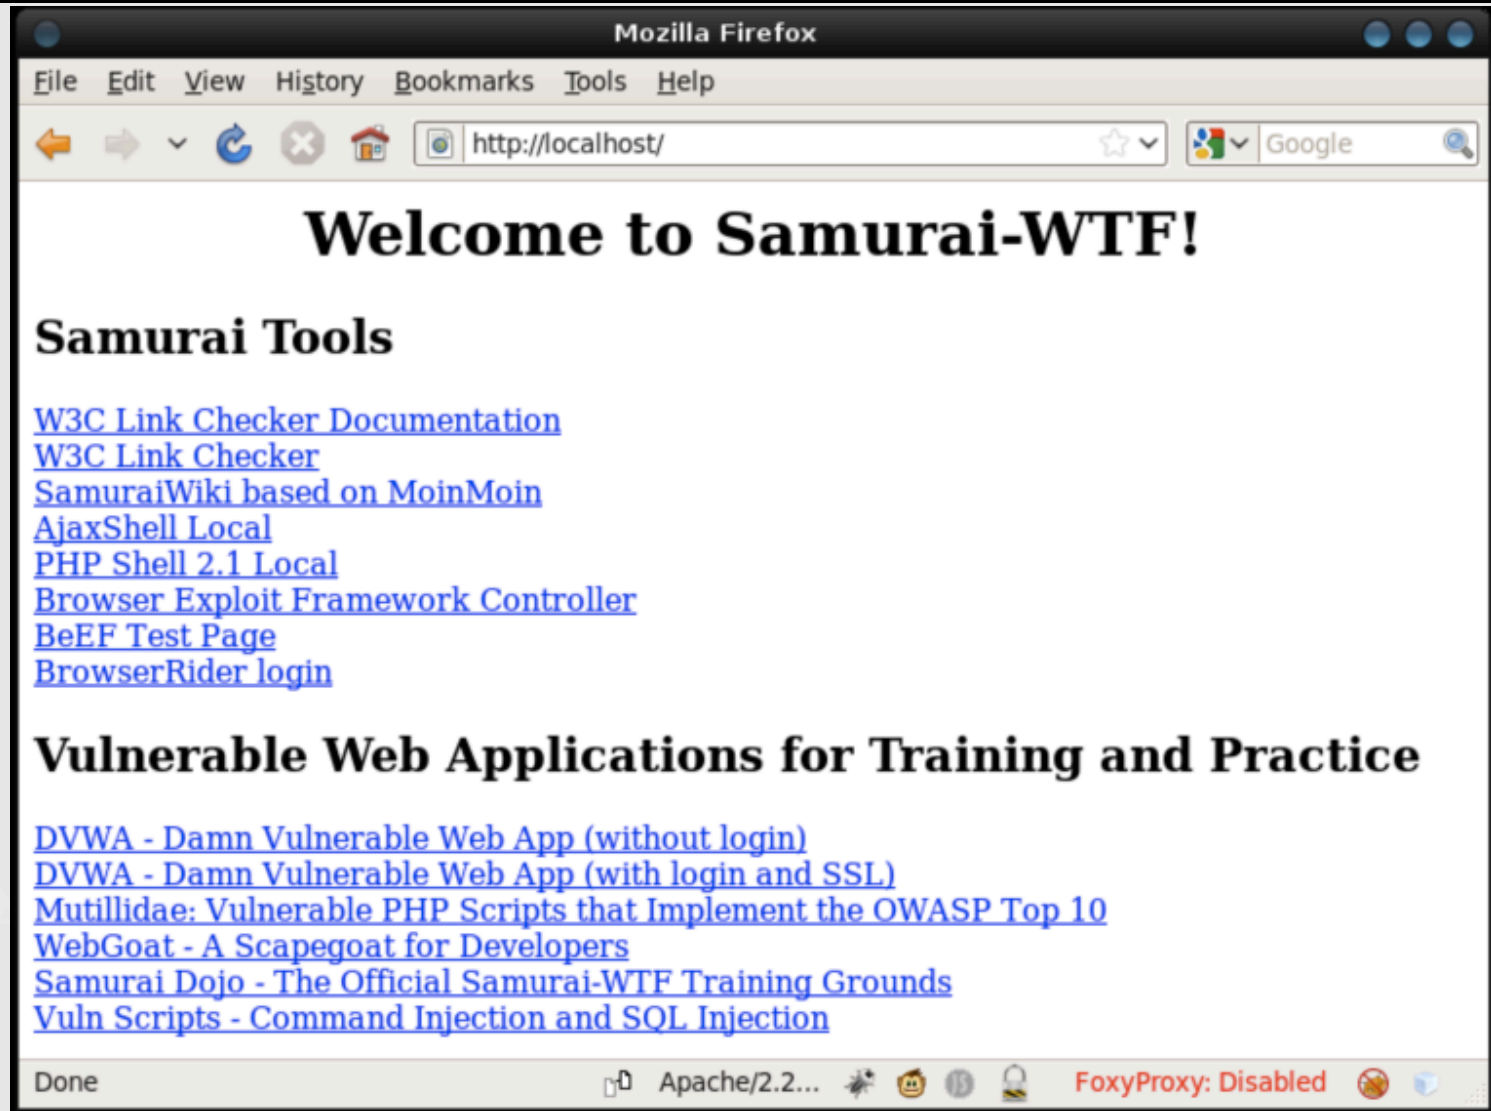 Mozilla Firefox
File Edit View History Bookmarks Tools Help
http://localhost/ Google
Welcome to Samurai-WTF!
Samurai Tools
W3C Link Checker Documentation
W3C Link Checker
SamuraiWiki based on MoinMoin
AjaxShell Local
PHP Shell 2.1 Local
Browser Exploit Framework Controller
BeEF Test Page
BrowserRider login
Vulnerable Web Applications for Training and Practice
DVWA - Damn Vulnerable Web App (without login)
DVWA - Damn Vulnerable Web App (with login and SSL)
Mutillidae: Vulnerable PHP Scripts that Implement the OWASP Top 10
WebGoat - A Scapegoat for Developers
Samurai Dojo - The Official Samurai-WTF Training Grounds
Vuln Scripts - Command Injection and SQL Injection
Done Apache/2.2... FoxyProxy: Disabled